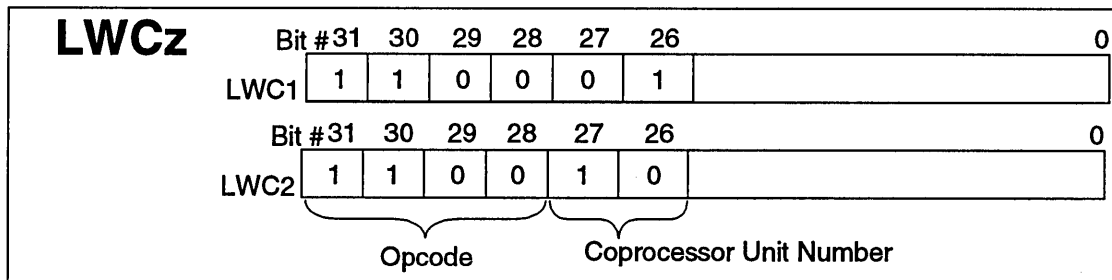 LWCz
Bit # 31 30 29 28 27 26 0
LWC1 1 1 0 0 0 1
Bit # 31 30 29 28 27 26 0
LWC2 1 1 0 0 1 0
Opcode Coprocessor Unit Number